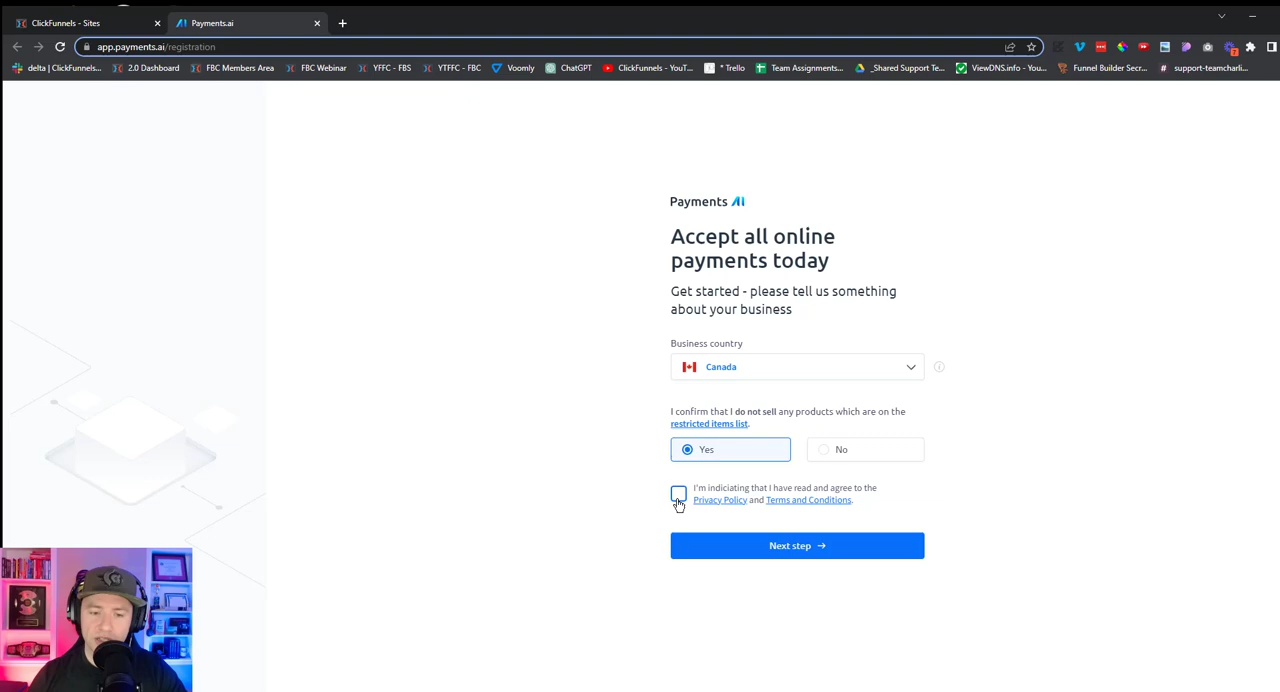 ClickFunnels - Sites
Payments.ai
app.payments.ai/registration
delta | ClickFunnels...
2.0 Dashboard
FBC Members Area
FBC Webinar
YFFC - FBS
YTFFC - FBC
Voomly
ChatGPT
ClickFunnels - YouT...
* Trello
Team Assignments...
_Shared Support Te...
ViewDNS.info - You...
Funnel Builder Secr...
support-teamcharli...
Payments AI
Accept all online
payments today
Get started - please tell us something
about your business
Business country
Canada
I confirm that I do not sell any products which are on the
restricted items list.
Yes
No
I'm indiciating that I have read and agree to the
Privacy Policy and Terms and Conditions.
Next step →